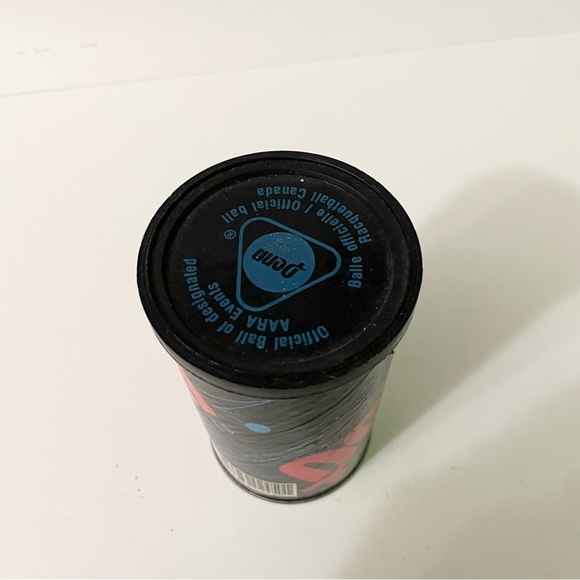 Balle officielle / Official ball
Racquetball Canada
®
Penn
Official Ball of designated
AARA Events